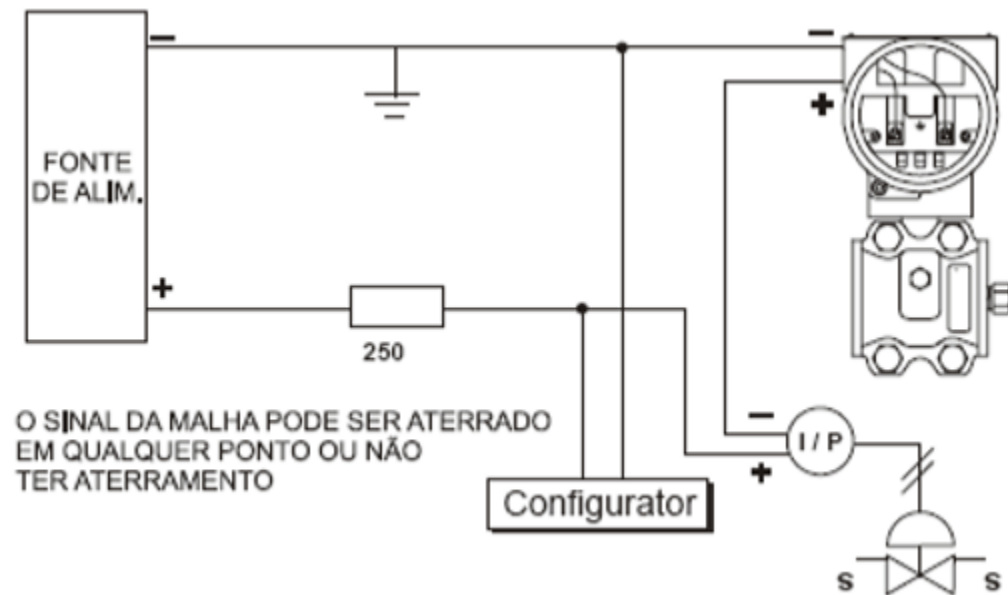 FONTE
DE ALIM.
250
O SINAL DA MALHA PODE SER ATERRADO
EM QUALQUER PONTO OU NÃO
TER ATERRAMENTO
Configurator
I / P
S
S